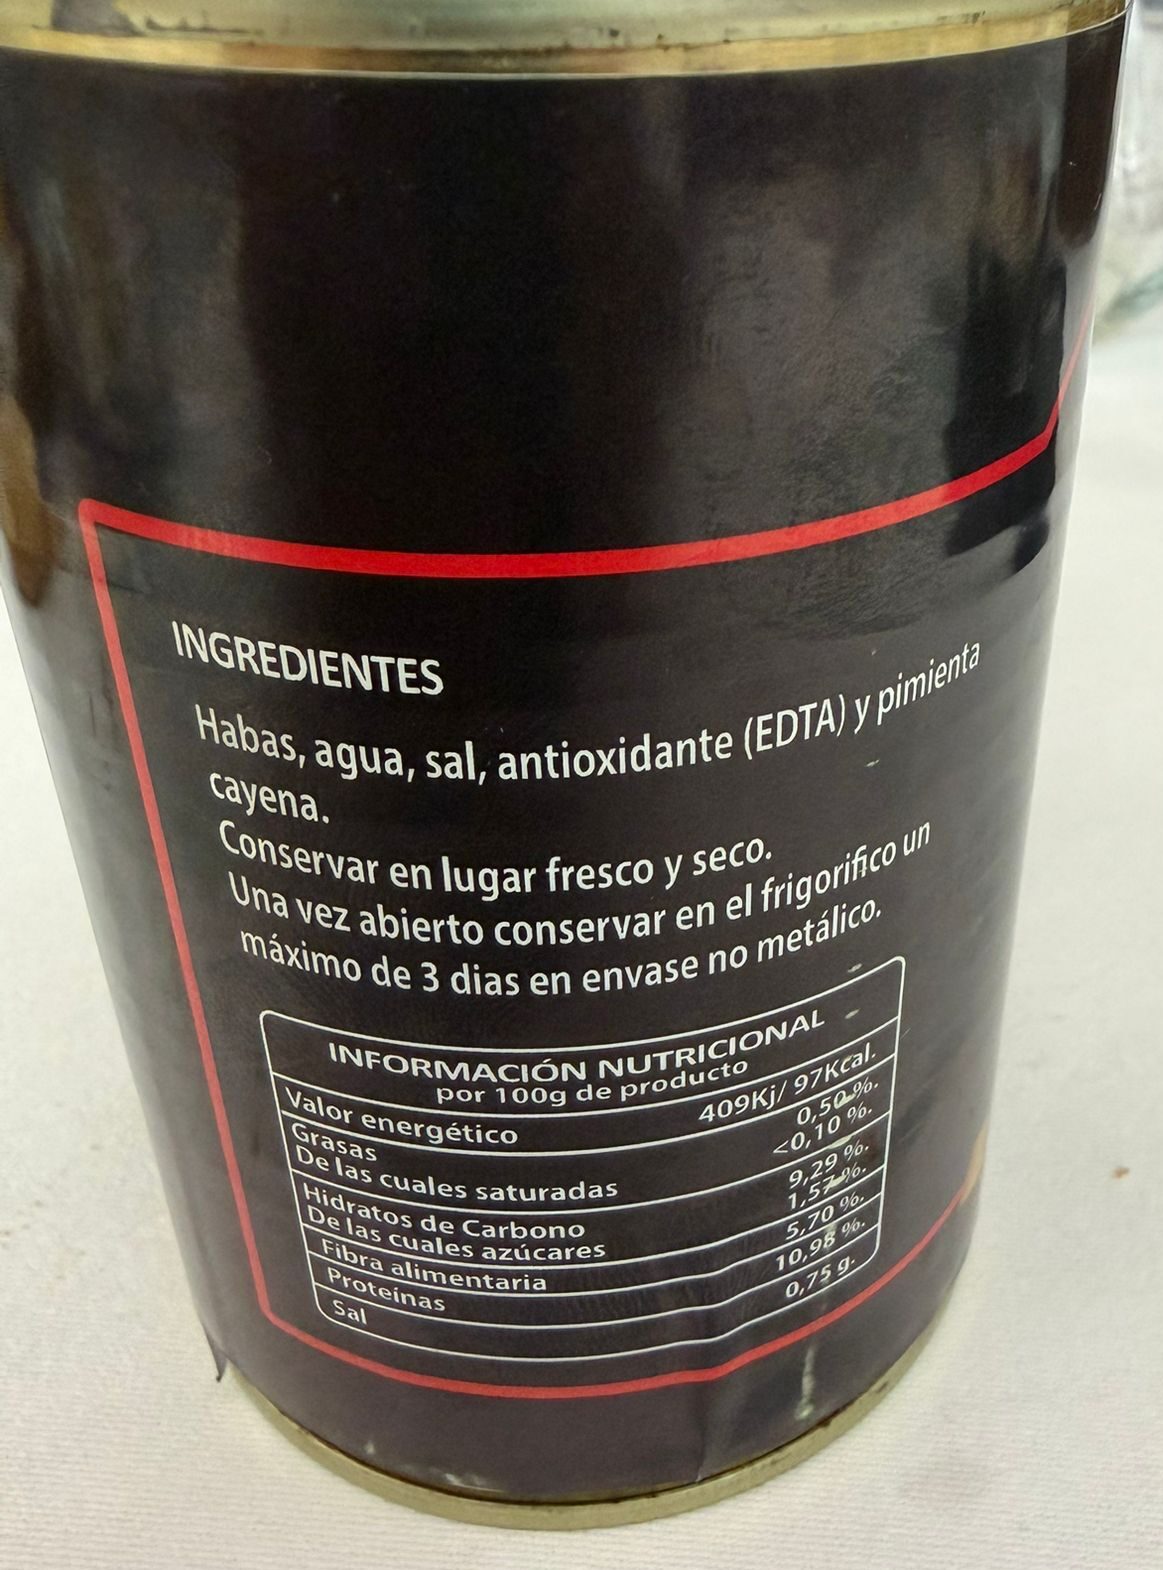 INGREDIENTES
Habas, agua, sal, antioxidante (EDTA) y pimienta
cayena.
Conservar en lugar fresco y seco.
Una vez abierto conservar en el frigorifico un
máximo de 3 dias en envase no metálico.
INFORMACIÓN NUTRICIONAL
por 100g de producto
Valor energético 409Kj/ 97Kcal.
Grasas 0,50 %.
De las cuales saturadas <0,10 %.
Hidratos de Carbono 9,29 %.
De las cuales azúcares 1,57 %.
Fibra alimentaria 5,70 %.
Proteínas 10,98 %.
Sal 0,75 g.